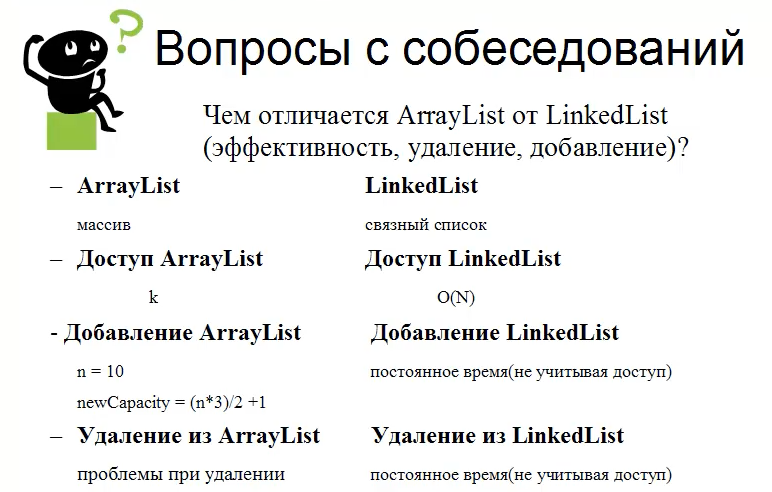 Вопросы с собеседований
Чем отличается ArrayList от LinkedList
(эффективность, удаление, добавление)?
– ArrayList LinkedList
массив связный список
– Доступ ArrayList Доступ LinkedList
k O(N)
- Добавление ArrayList Добавление LinkedList
n = 10 постоянное время(не учитывая доступ)
newCapacity = (n*3)/2 +1
– Удаление из ArrayList Удаление из LinkedList
проблемы при удалении постоянное время(не учитывая доступ)